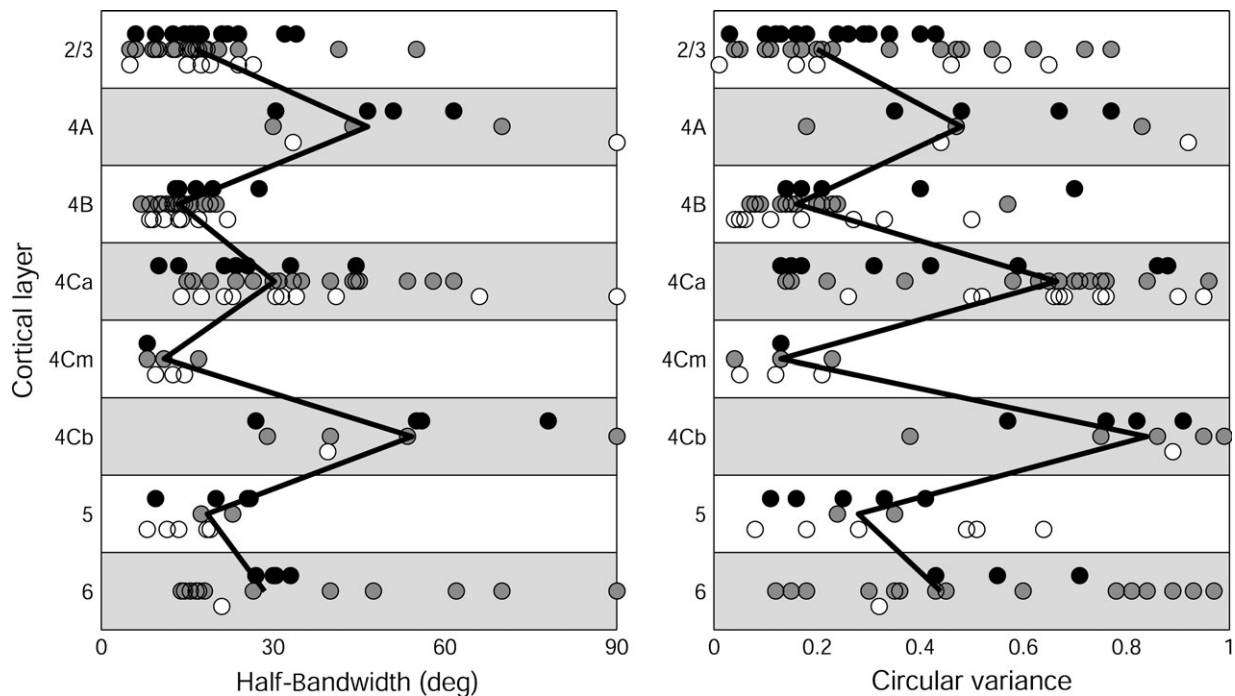 Cortical layer
2/3
4A
4B
4Ca
4Cm
4Cb
5
6
0 30 60 90
Half-Bandwidth (deg)
2/3
4A
4B
4Ca
4Cm
4Cb
5
6
0 0.2 0.4 0.6 0.8 1
Circular variance